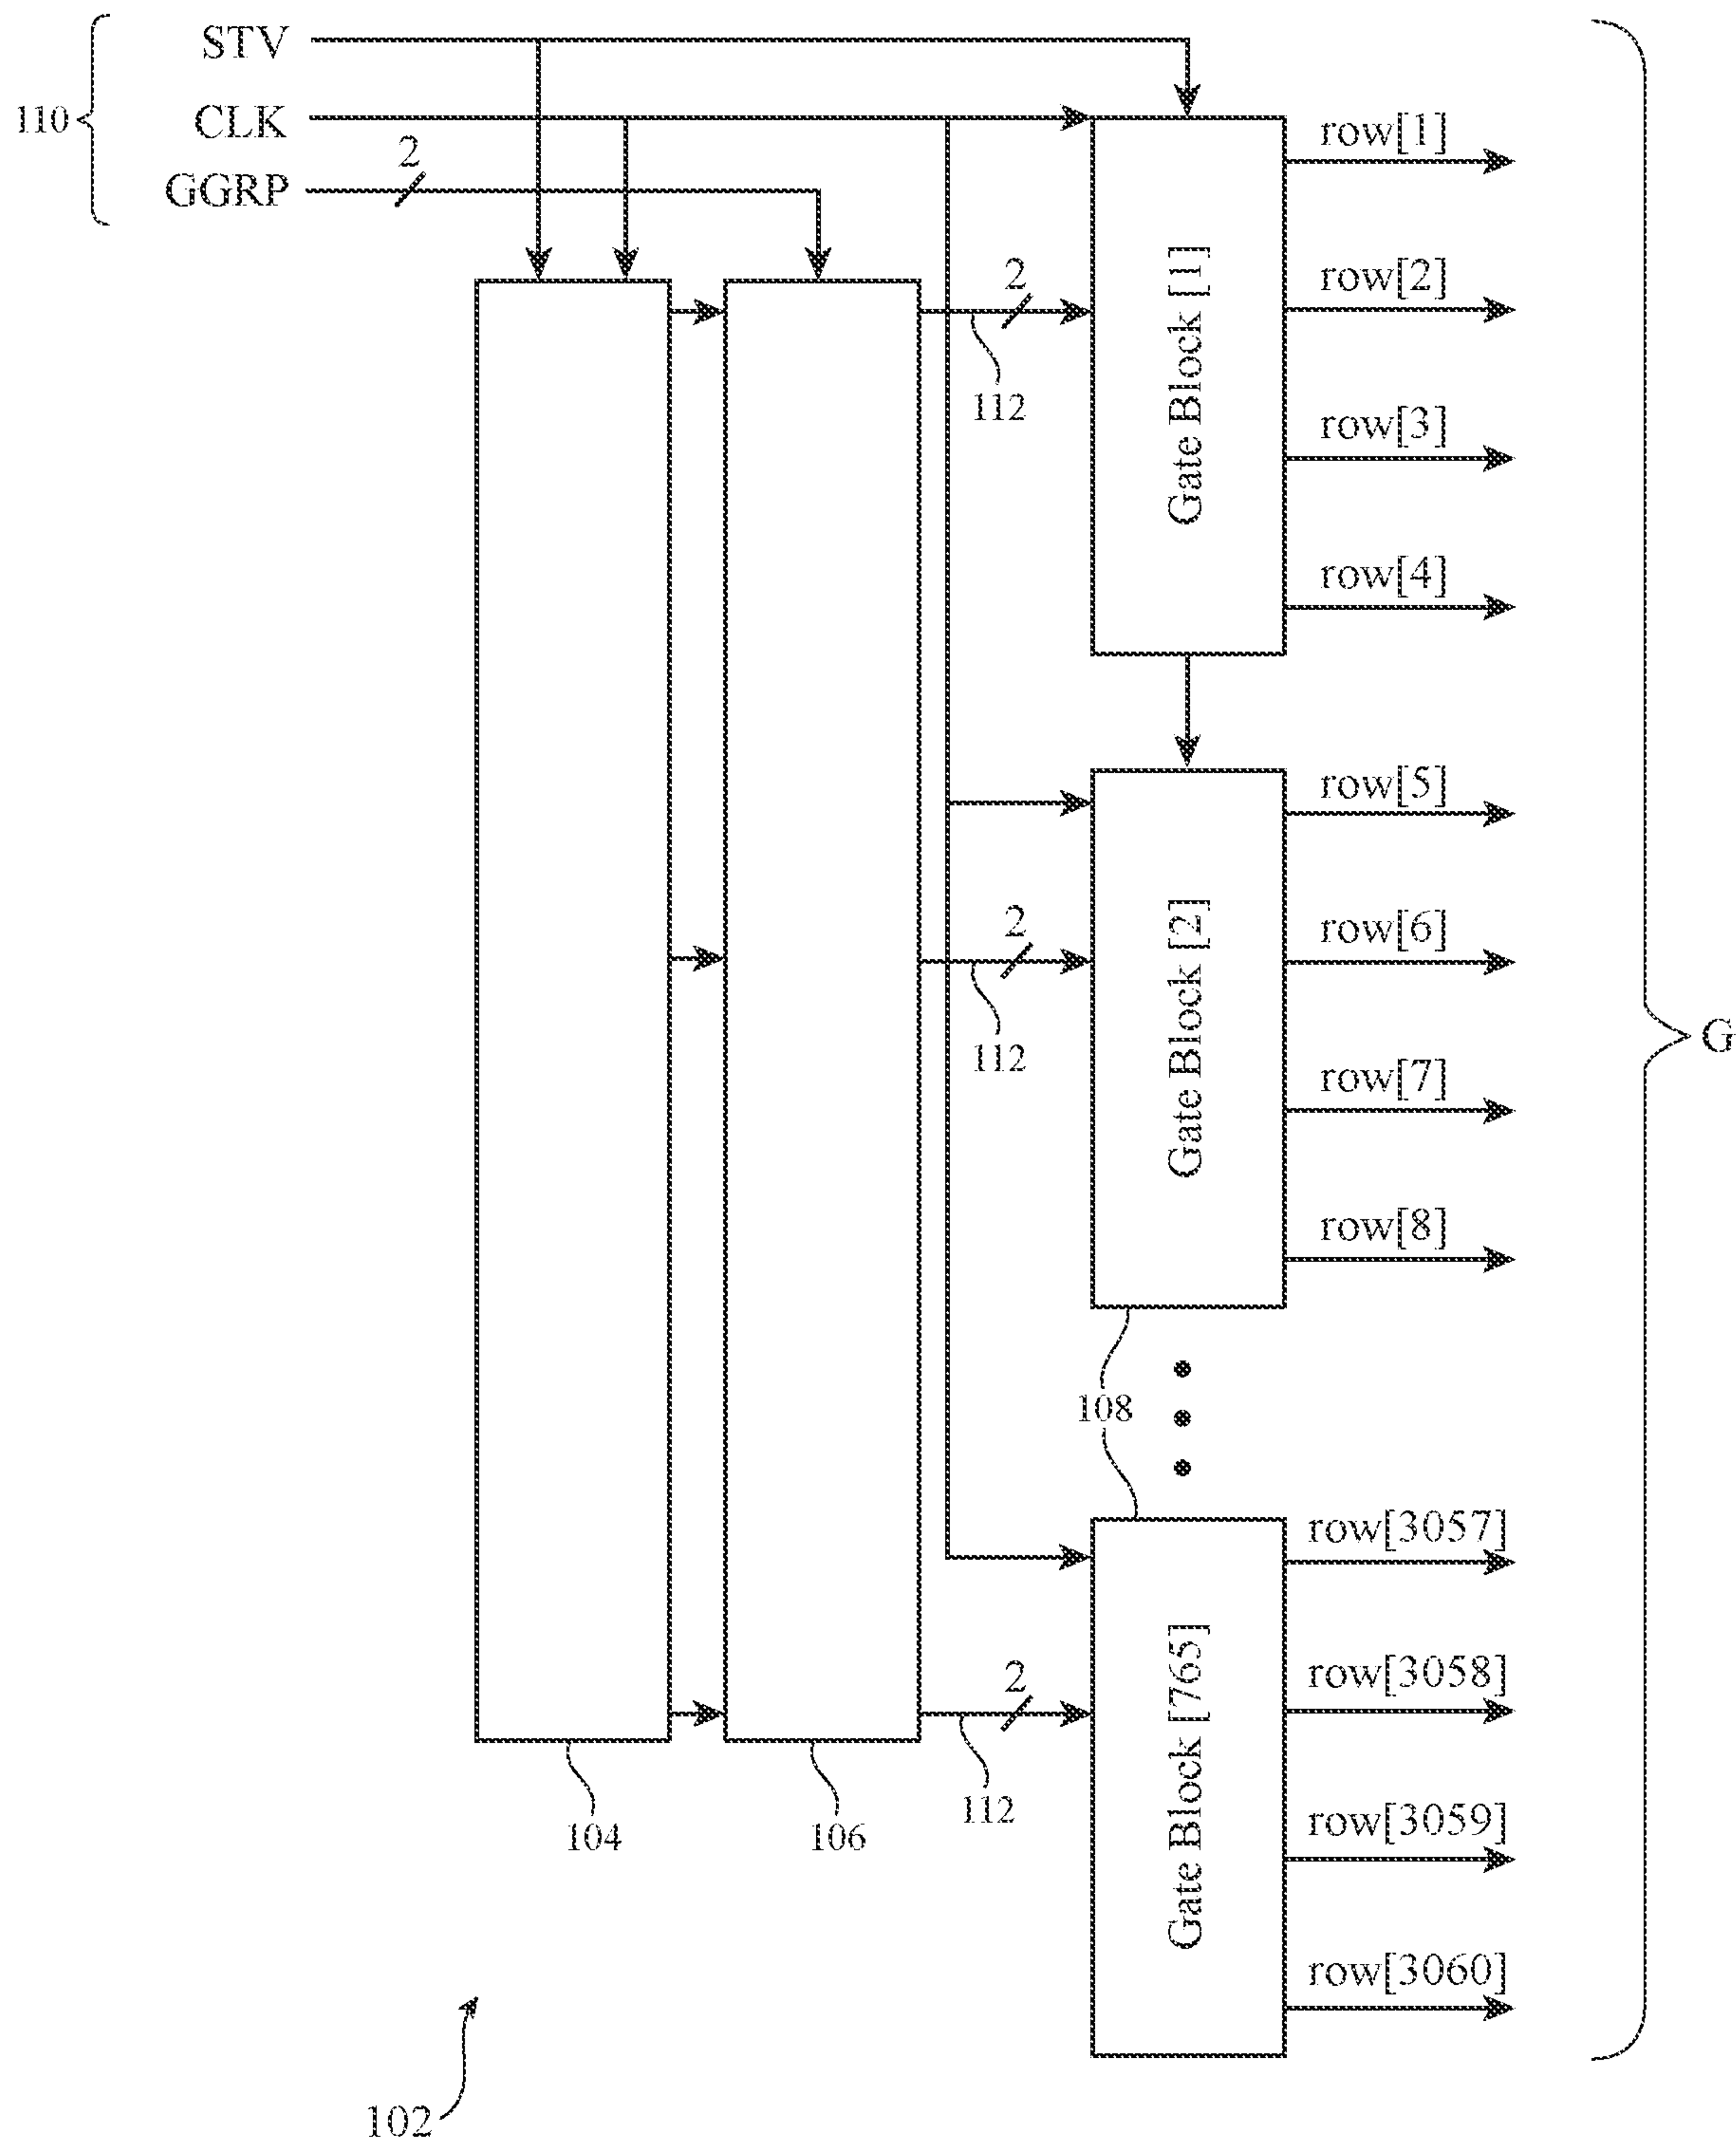 110
STV
CLK
GGRP
2
2
112
Gate Block [1]
row[1]
row[2]
row[3]
row[4]
2
112
Gate Block [2]
row[5]
row[6]
row[7]
row[8]
G
108
2
112
Gate Block [765]
row[3057]
row[3058]
row[3059]
row[3060]
104
106
102